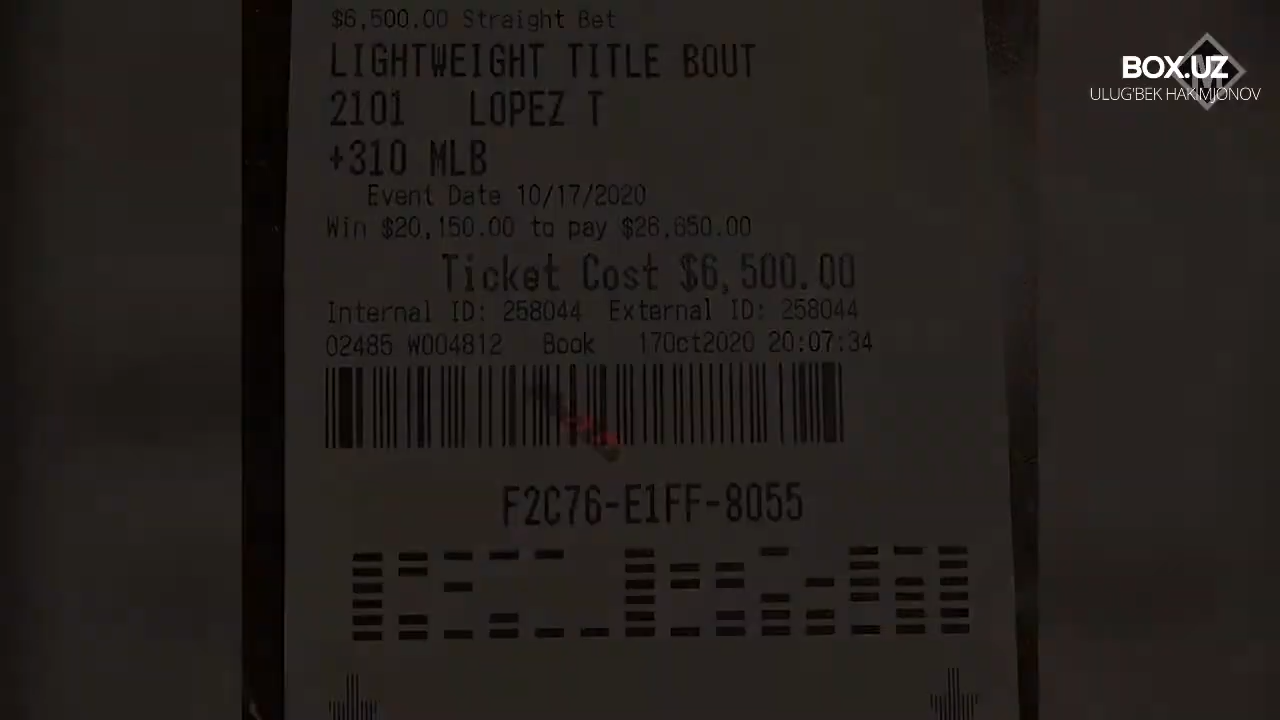 $6,500.00 Straight Bet
LIGHTWEIGHT TITLE BOUT
2101 LOPEZ T
+310 MLB
Event Date 10/17/2020
Win $20,150.00 to pay $26,650.00
Ticket Cost $6,500.00
Internal ID: 258044 External ID: 258044
02485 W004812 Book 17Oct2020 20:07:34
F2C76-E1FF-8055
BOX.UZ
ULUG'BEK HAKIMJONOV